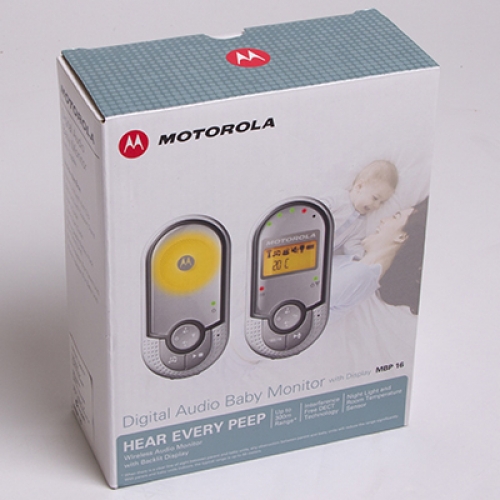 MOTOROLA
MOTOROLA
20 C
Digital Audio Baby Monitor with Display MBP 16
HEAR EVERY PEEP
Wireless Audio Monitor
with Backlit Display
Up to
300m
Range*
Interference
Free DECT
Technology
Night Light and
Room Temperature
Sensor